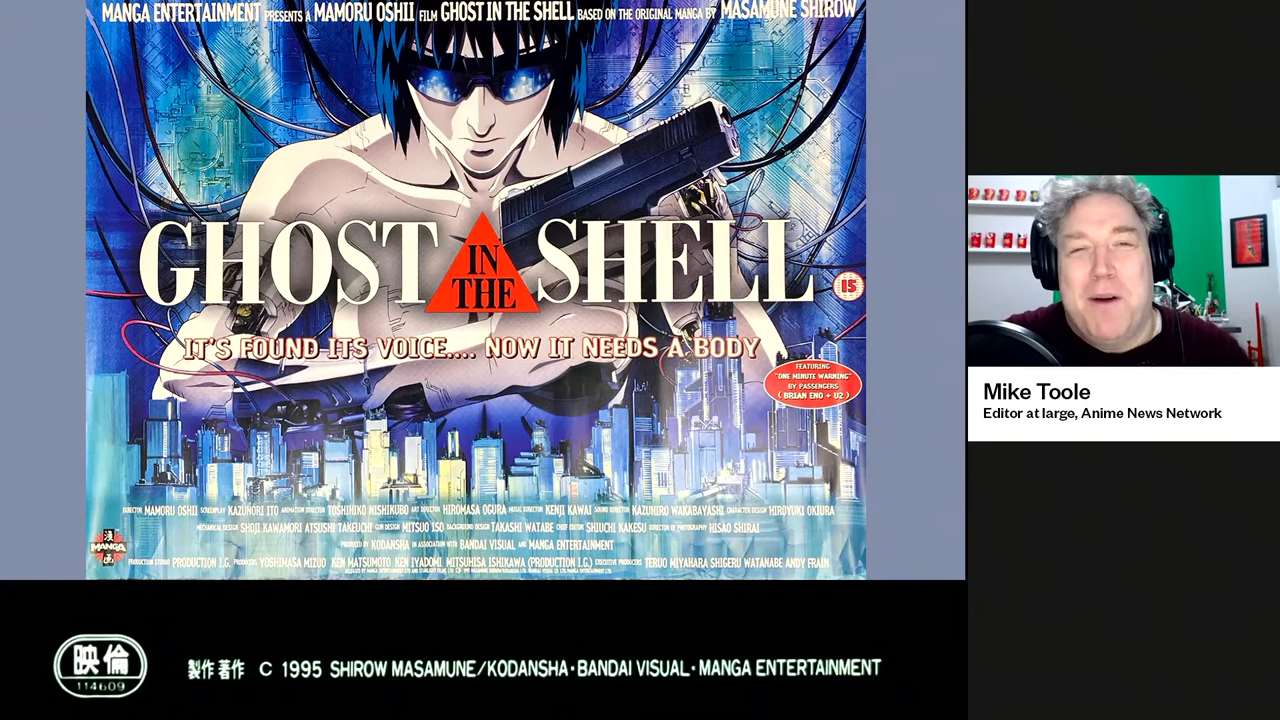 MANGA ENTERTAINMENT PRESENTS A MAMORU OSHII FILM GHOST IN THE SHELL BASED ON THE ORIGINAL MANGA BY MASAMUNE SHIROW
GHOST IN THE SHELL
15
IT'S FOUND ITS VOICE.... NOW IT NEEDS A BODY
FEATURING
"ONE MINUTE WARNING"
BY PASSENGERS
( BRIAN ENO + U2 )
DIRECTOR MAMORU OSHII SCREENPLAY KAZUNORI ITO ANIMATION DIRECTOR TOSHIHIKO NISHIKUBO ART DIRECTOR HIROMASA OGURA MUSIC DIRECTOR KENJI KAWAI SOUND DIRECTOR KAZUHIRO WAKABAYASHI CHARACTER DESIGN HIROYUKI OKIURA
MECHANICAL DESIGN SHOJI KAWAMORI ATSUSHI TAKEUCHI GUN DESIGN MITSUO ISO BACKGROUND DESIGN TAKASHI WATABE CHIEF EDITOR SHUICHI KAKESU DIRECTOR OF PHOTOGRAPHY HISAO SHIRAI
PRODUCED BY KODANSHA IN ASSOCIATION WITH BANDAI VISUAL AND MANGA ENTERTAINMENT
漫
MANGA
画
PRODUCTION STUDIO PRODUCTION I.G. PRODUCERS YOSHIMASA MIZUO KEN MATSUMOTO KEN IYADOMI MITSUHISA ISHIKAWA (PRODUCTION I.G.) EXECUTIVE PRODUCERS TERUO MIYAHARA SHIGERU WATANABE ANDY FRAIN
映倫
114609
製作著作 C 1995 SHIROW MASAMUNE/KODANSHA・BANDAI VISUAL・MANGA ENTERTAINMENT
Mike Toole
Editor at large, Anime News Network